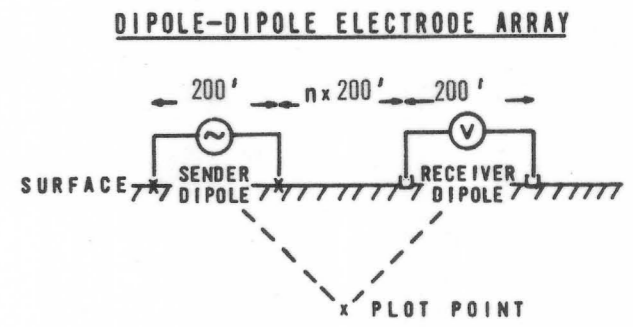 DIPOLE-DIPOLE ELECTRODE ARRAY
200' n x 200' 200'
~ V
SURFACE x SENDER x RECEIVER
DIPOLE DIPOLE
x PLOT POINT